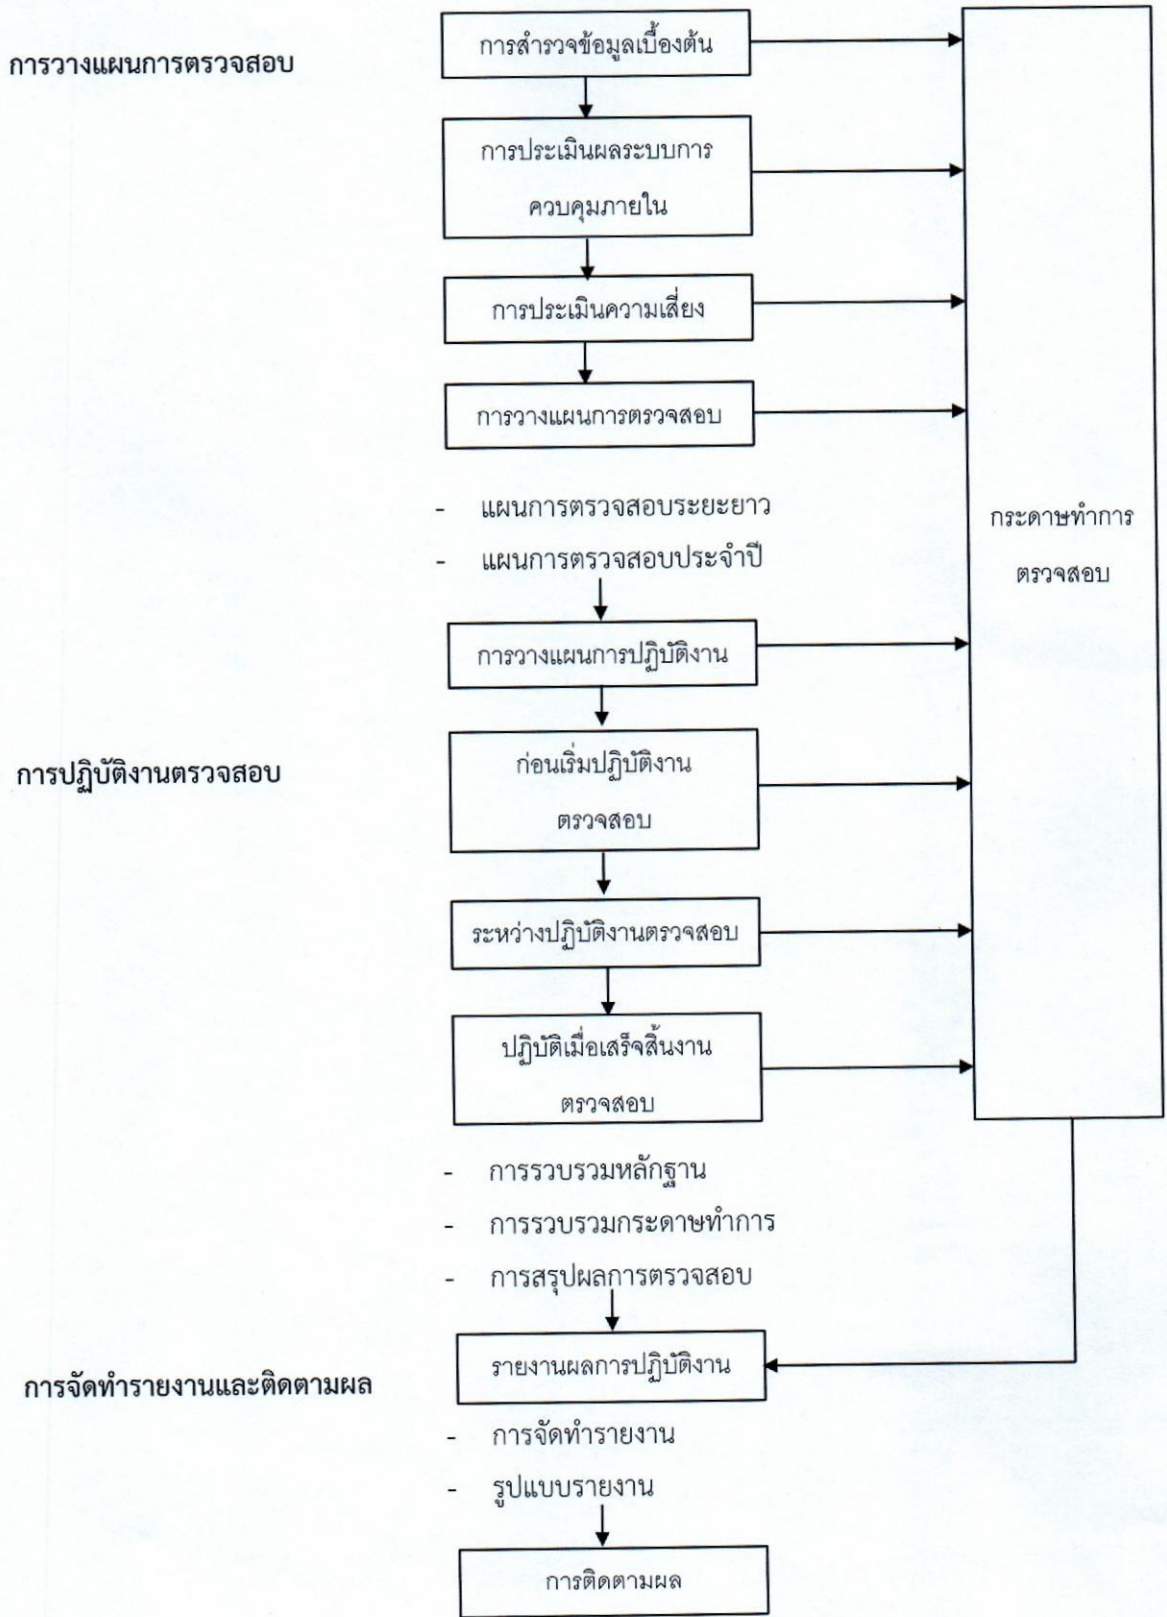 การสำรวจข้อมูลเบื้องต้น
การวางแผนการตรวจสอบ
การประเมินผลระบบการ
ควบคุมภายใน
การประเมินความเสี่ยง
การวางแผนการตรวจสอบ
- แผนการตรวจสอบระยะยาว
- แผนการตรวจสอบประจำปี
กระดาษทำการ
ตรวจสอบ
การวางแผนการปฏิบัติงาน
การปฏิบัติงานตรวจสอบ
ก่อนเริ่มปฏิบัติงาน
ตรวจสอบ
ระหว่างปฏิบัติงานตรวจสอบ
ปฏิบัติเมื่อเสร็จสิ้นงาน
ตรวจสอบ
- การรวบรวมหลักฐาน
- การรวบรวมกระดาษทำการ
- การสรุปผลการตรวจสอบ
รายงานผลการปฏิบัติงาน
การจัดทำรายงานและติดตามผล
- การจัดทำรายงาน
- รูปแบบรายงาน
การติดตามผล